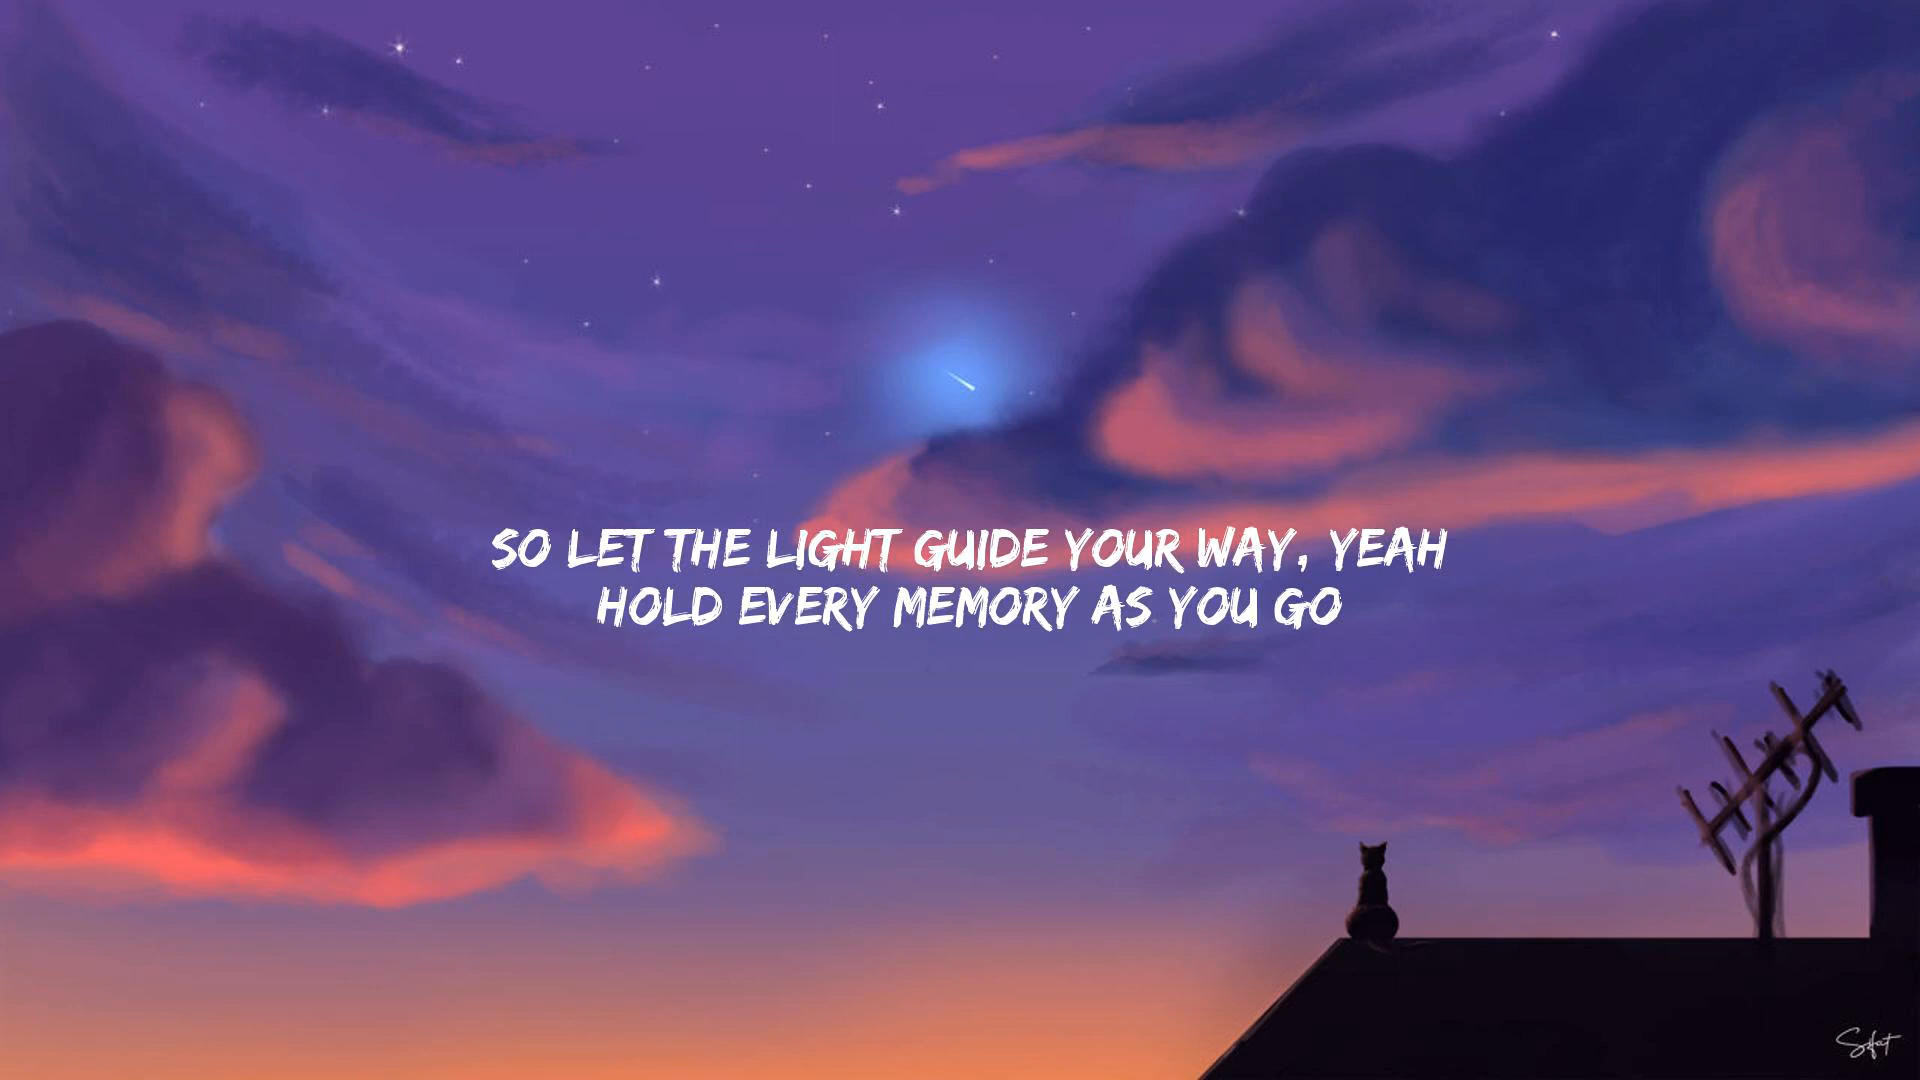 SO LET THE LIGHT GUIDE YOUR WAY, YEAH
HOLD EVERY MEMORY AS YOU GO